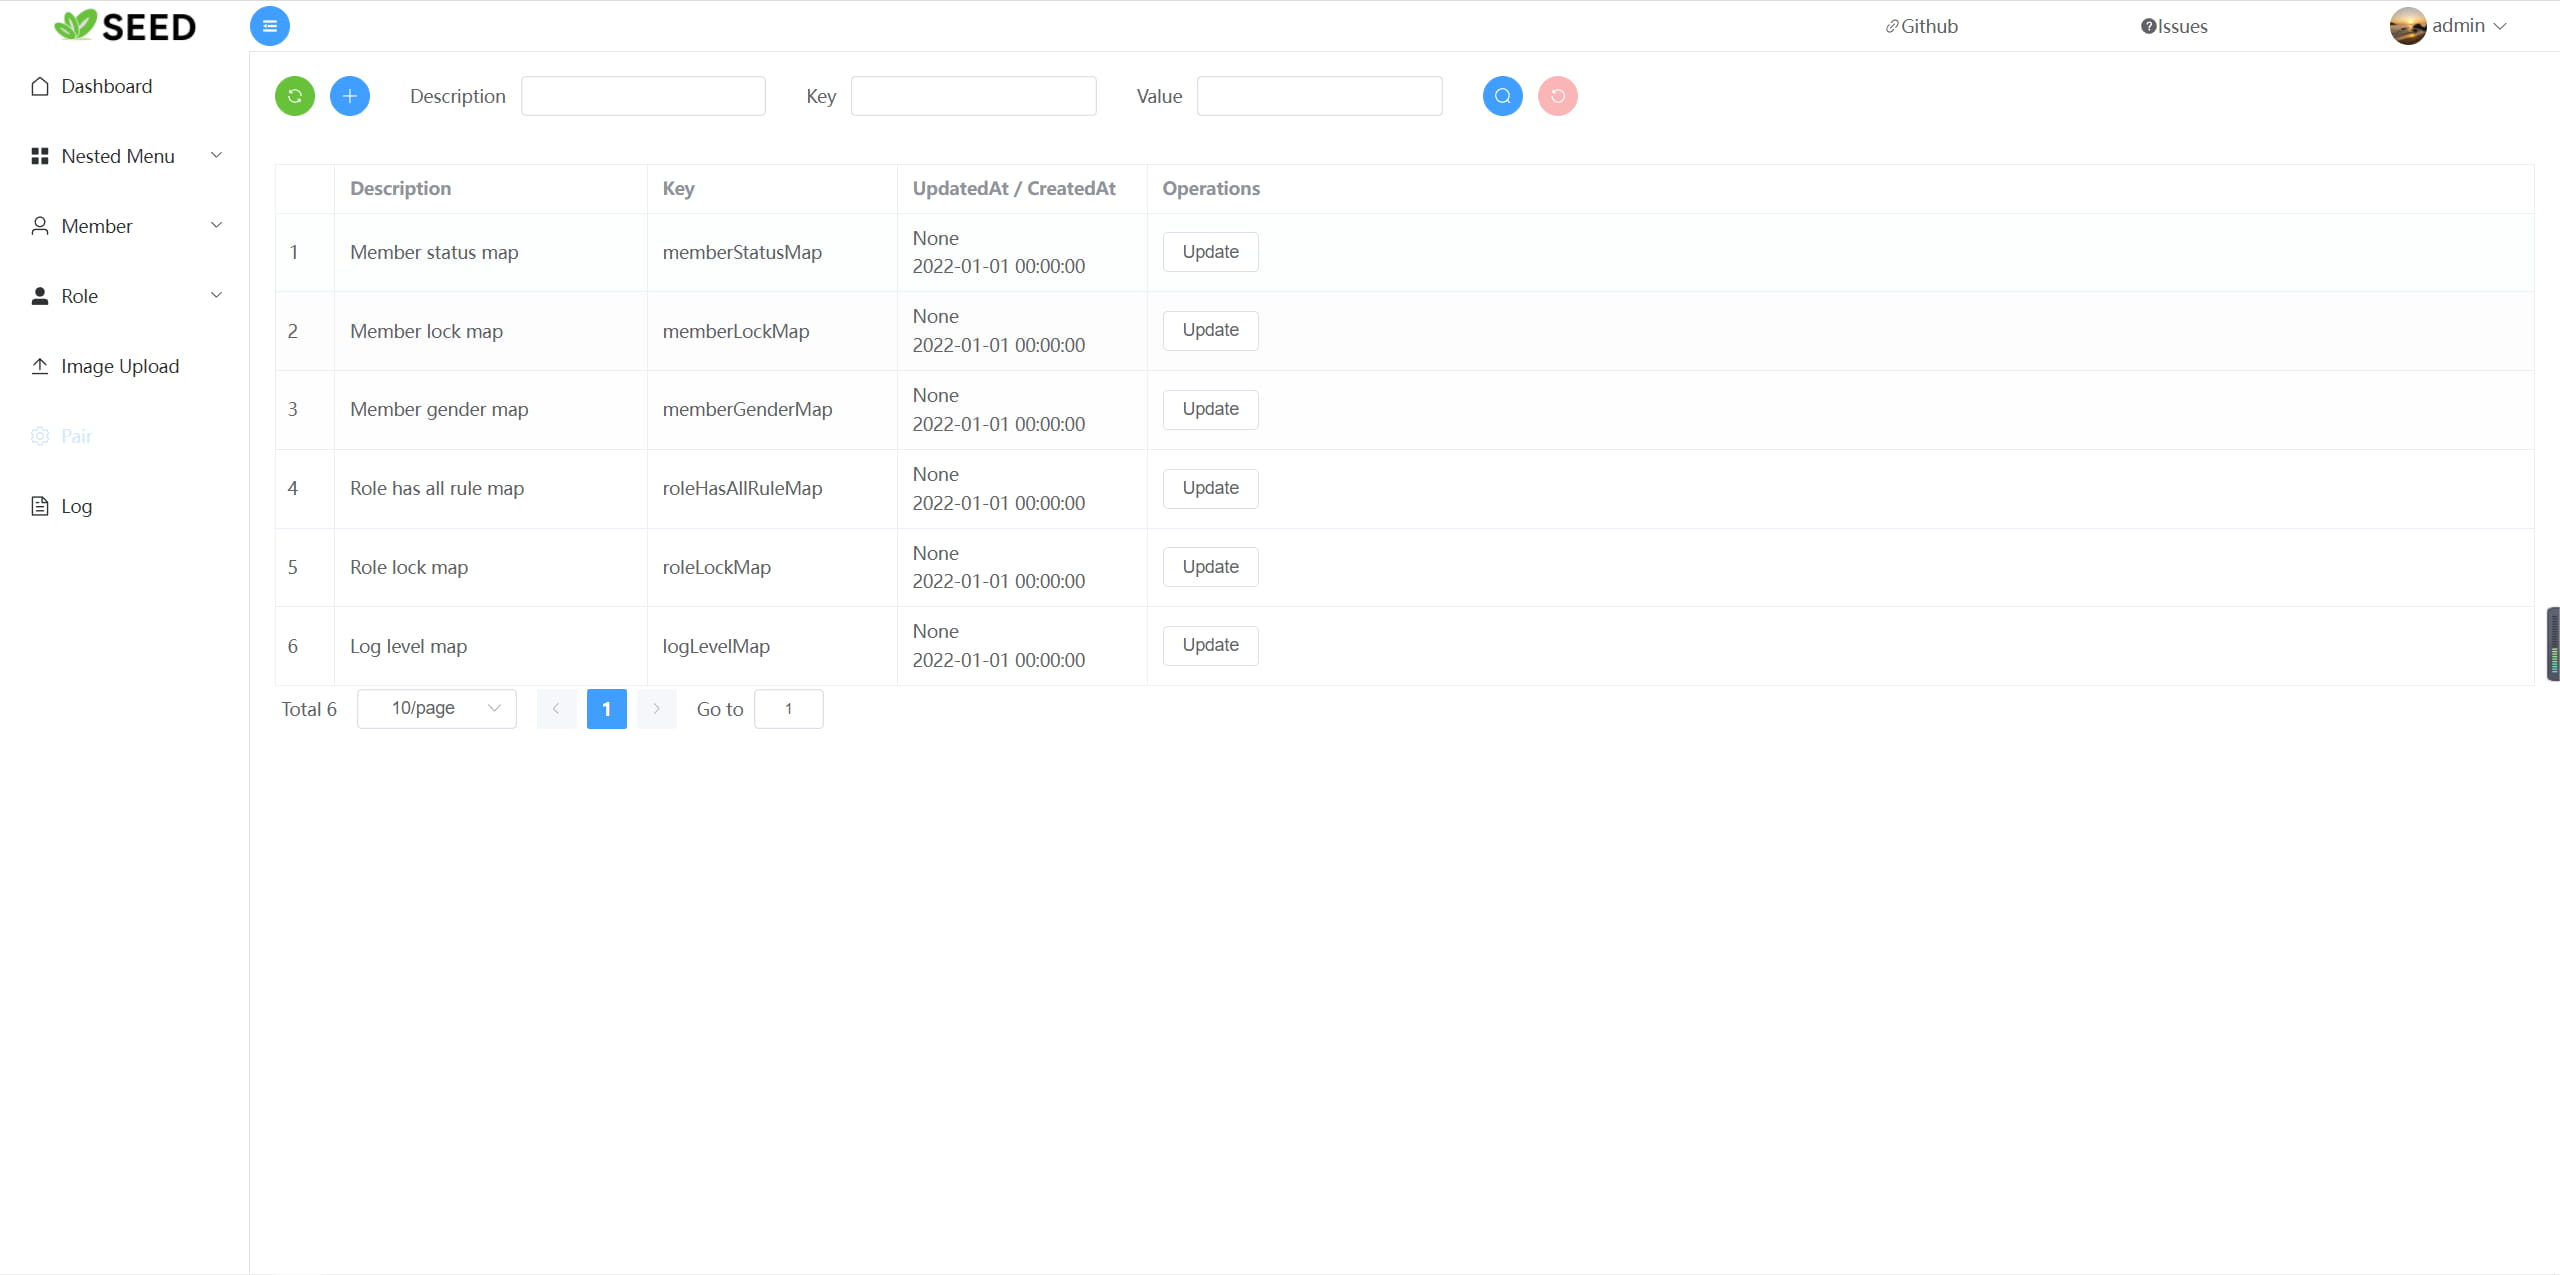 SEED
Github
Issues
admin
Dashboard
Nested Menu
Member
Role
Image Upload
Pair
Log
Description
Key
Value
Description Key UpdatedAt / CreatedAt Operations
1 Member status map memberStatusMap None
2022-01-01 00:00:00 Update
2 Member lock map memberLockMap None
2022-01-01 00:00:00 Update
3 Member gender map memberGenderMap None
2022-01-01 00:00:00 Update
4 Role has all rule map roleHasAllRuleMap None
2022-01-01 00:00:00 Update
5 Role lock map roleLockMap None
2022-01-01 00:00:00 Update
6 Log level map logLevelMap None
2022-01-01 00:00:00 Update
Total 6 10/page 1 Go to 1